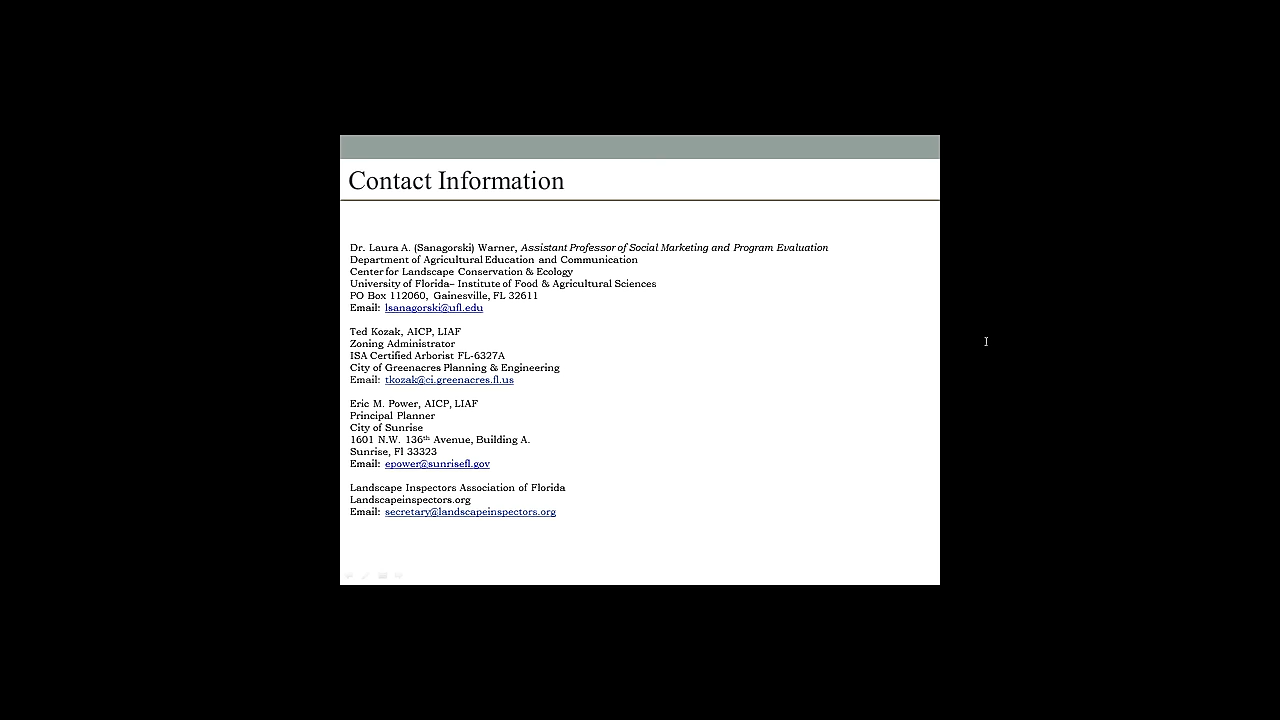 Contact Information
Dr. Laura A. (Sanagorski) Warner, Assistant Professor of Social Marketing and Program Evaluation
Department of Agricultural Education and Communication
Center for Landscape Conservation & Ecology
University of Florida– Institute of Food & Agricultural Sciences
PO Box 112060, Gainesville, FL 32611
Email: lsanagorski@ufl.edu
Ted Kozak, AICP, LIAF
Zoning Administrator
ISA Certified Arborist FL-6327A
City of Greenacres Planning & Engineering
Email: tkozak@ci.greenacres.fl.us
Eric M. Power, AICP, LIAF
Principal Planner
City of Sunrise
1601 N.W. 136th Avenue, Building A.
Sunrise, Fl 33323
Email: epower@sunrisefl.gov
Landscape Inspectors Association of Florida
Landscapeinspectors.org
Email: secretary@landscapeinspectors.org